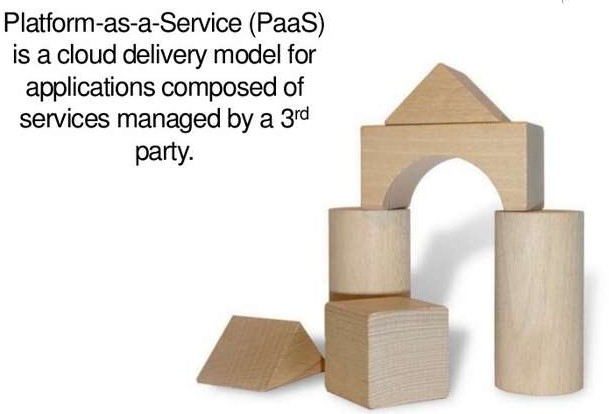 Platform-as-a-Service (PaaS)
is a cloud delivery model for
applications composed of
services managed by a 3rd
party.